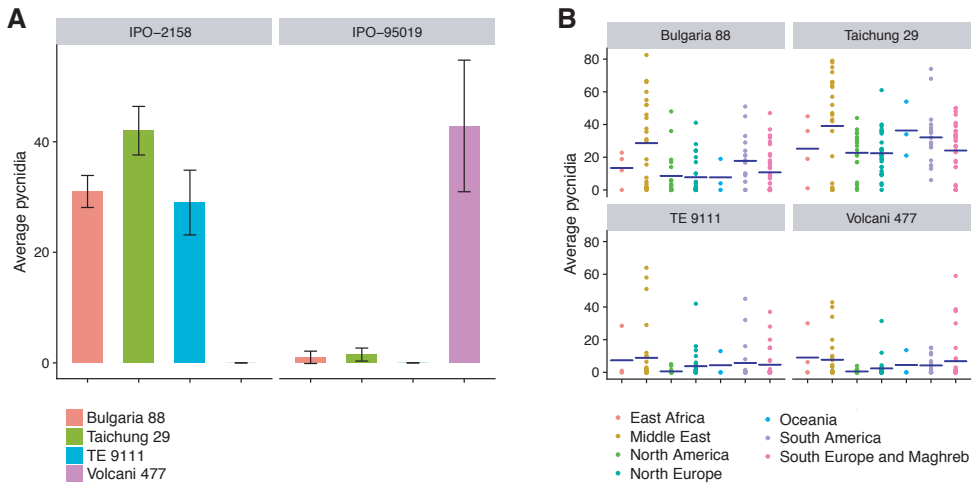 A
IPO−2158
IPO−95019
Average pycnidia
40
20
0
Bulgaria 88
Taichung 29
TE 9111
Volcani 477
B
Bulgaria 88
Taichung 29
80
60
40
20
0
TE 9111
Volcani 477
80
60
40
20
0
Average pycnidia
East Africa
Middle East
North America
North Europe
Oceania
South America
South Europe and Maghreb